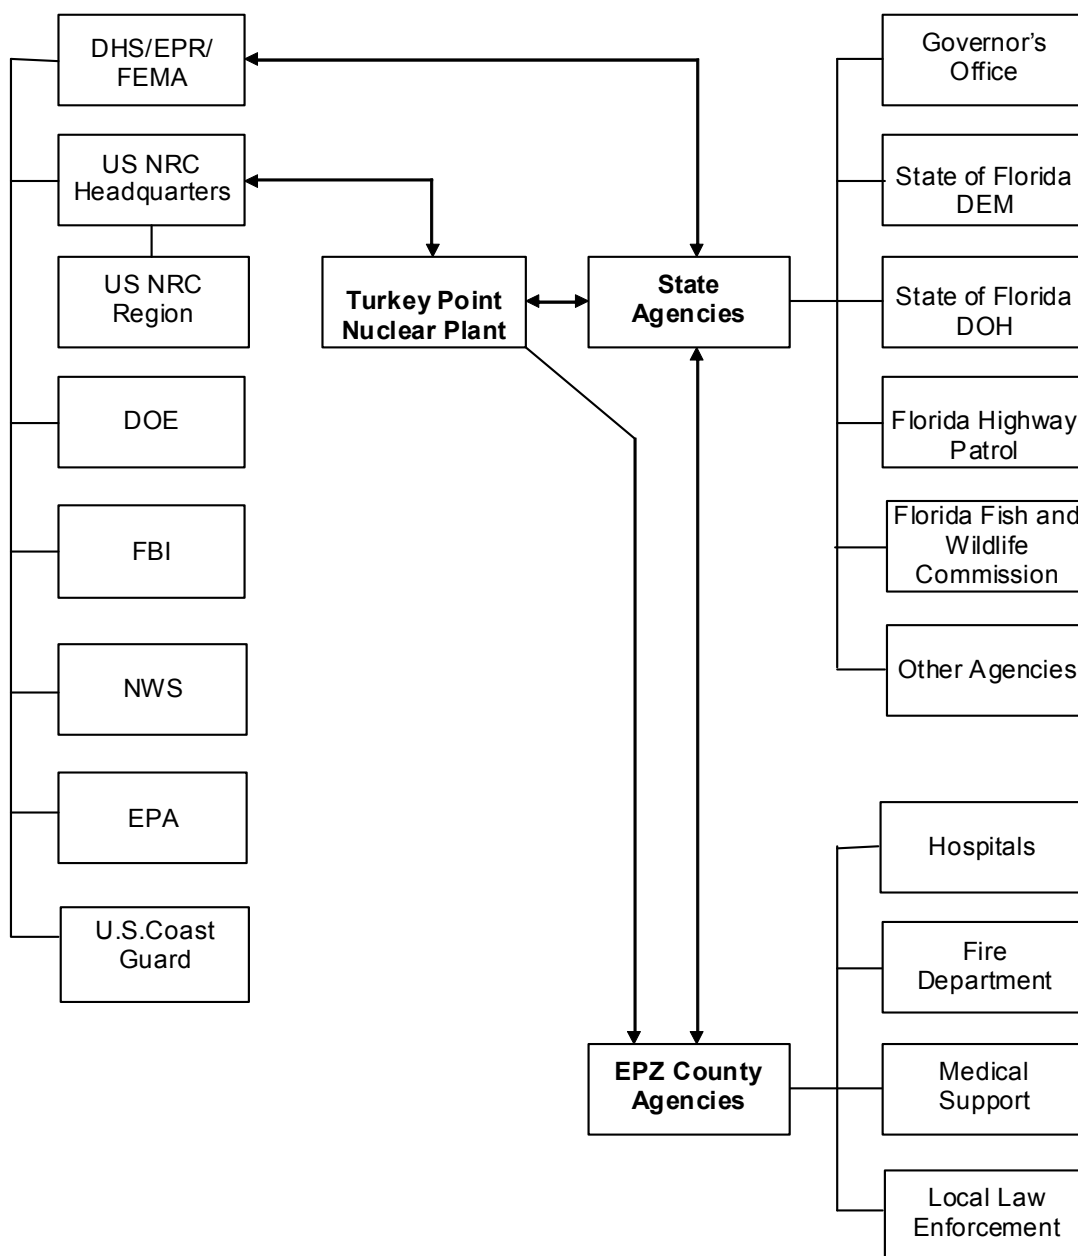 DHS/EPR/
FEMA
US NRC
Headquarters
US NRC
Region
DOE
FBI
NWS
EPA
U.S.Coast
Guard
Turkey Point
Nuclear Plant
State
Agencies
EPZ County
Agencies
Governor's
Office
State of Florida
DEM
State of Florida
DOH
Florida Highway
Patrol
Florida Fish and
Wildlife
Commission
Other Agencies
Hospitals
Fire
Department
Medical
Support
Local Law
Enforcement